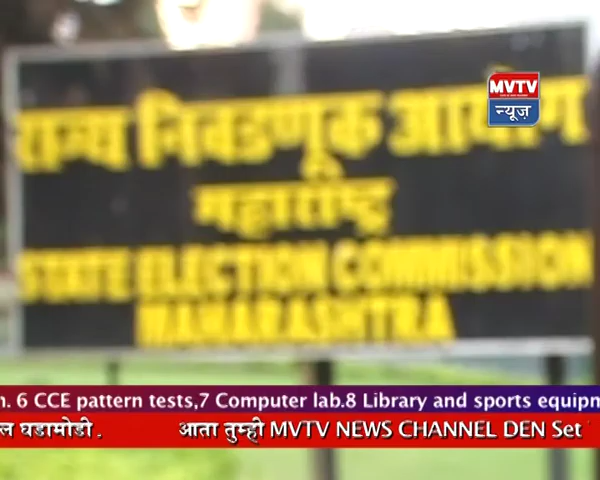 MVTV
न्यूज़
राज्य निवडणूक आयोग
महाराष्ट्र
STATE ELECTION COMMISSION
MAHARASHTRA
n. 6 CCE pattern tests,7 Computer lab.8 Library and sports equipm
ल घडामोडी . आता तुम्ही MVTV NEWS CHANNEL DEN Set